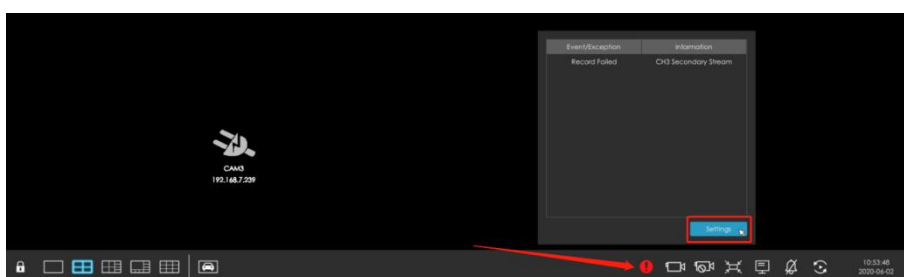 Event/Exception Information
Record Failed CH3 Secondary Stream
CAM3
192.168.7.239
Settings
10:53:48
2020-06-02